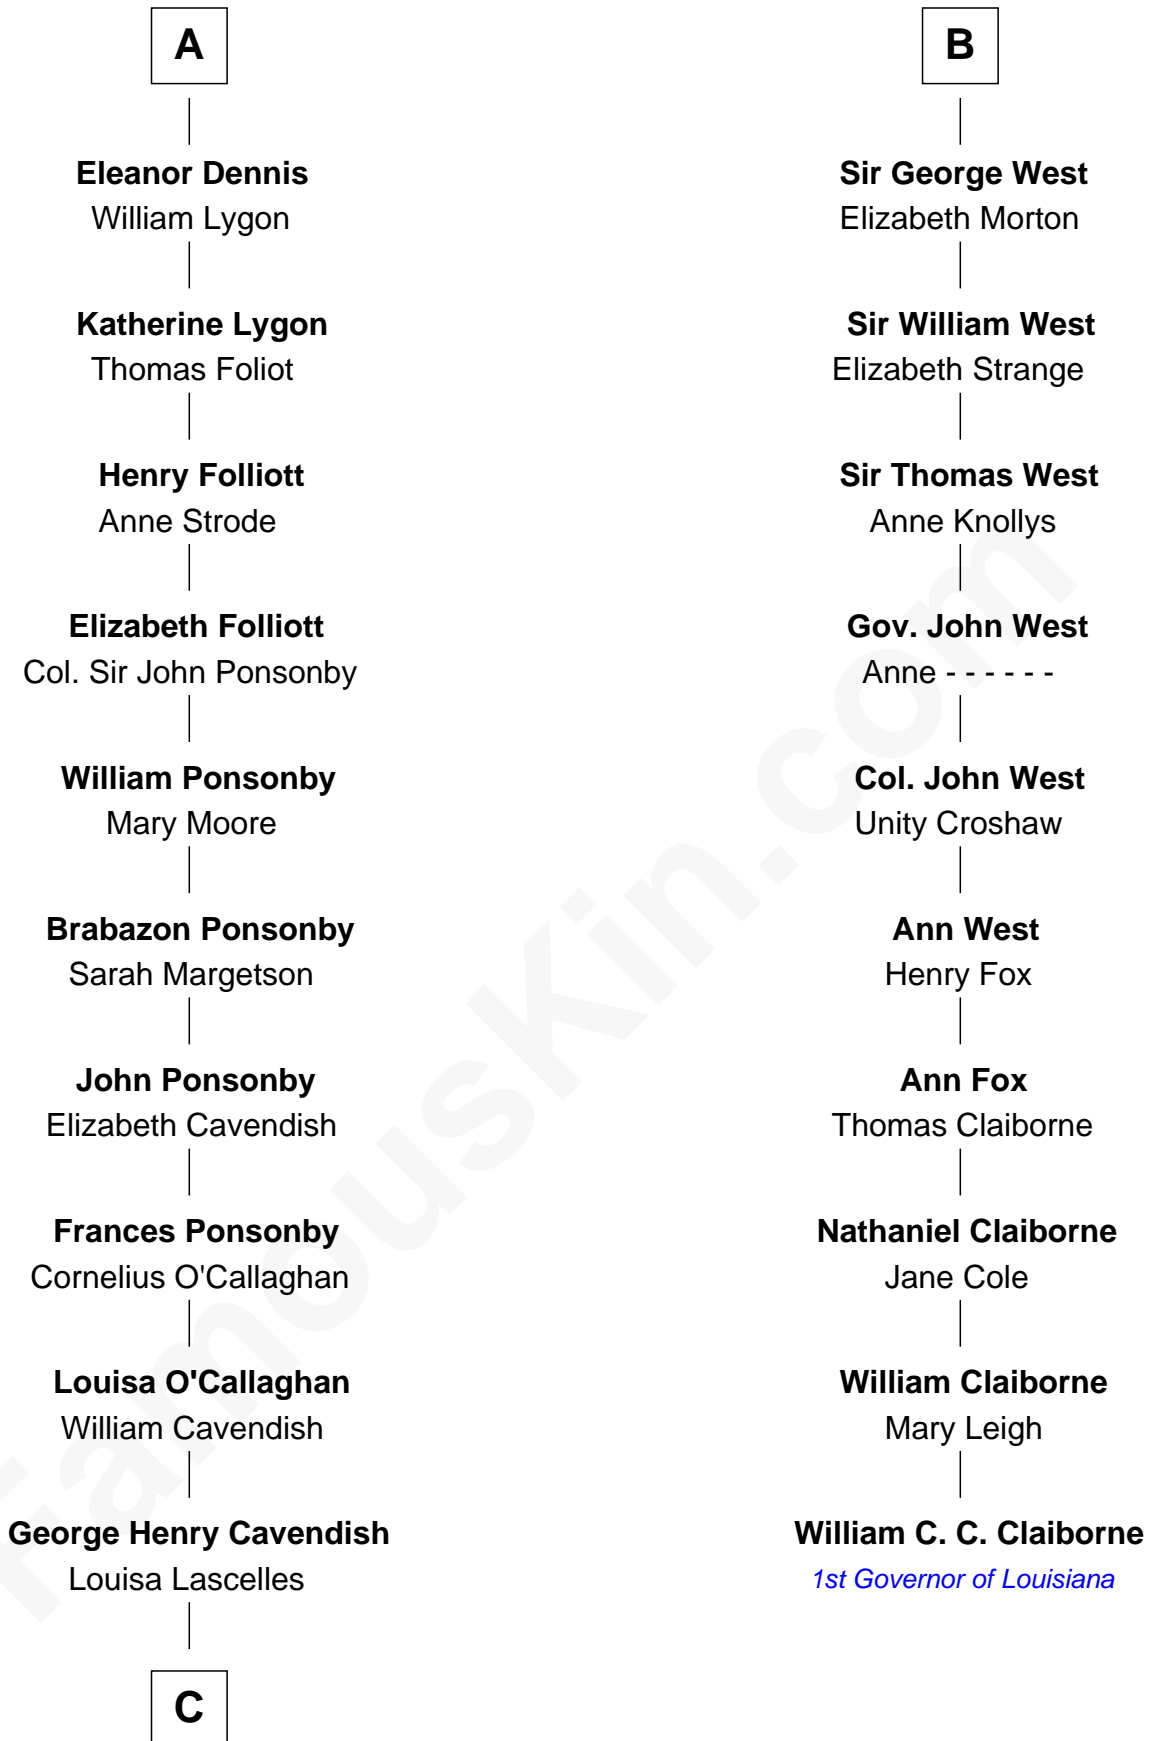 A
Eleanor Dennis
William Lygon
Katherine Lygon
Thomas Foliot
Henry Folliott
Anne Strode
Elizabeth Folliott
Col. Sir John Ponsonby
William Ponsonby
Mary Moore
Brabazon Ponsonby
Sarah Margetson
John Ponsonby
Elizabeth Cavendish
Frances Ponsonby
Cornelius O'Callaghan
Louisa O'Callaghan
William Cavendish
George Henry Cavendish
Louisa Lascelles
C
B
Sir George West
Elizabeth Morton
Sir William West
Elizabeth Strange
Sir Thomas West
Anne Knollys
Gov. John West
Anne - - - - - -
Col. John West
Unity Croshaw
Ann West
Henry Fox
Ann Fox
Thomas Claiborne
Nathaniel Claiborne
Jane Cole
William Claiborne
Mary Leigh
William C. C. Claiborne
1st Governor of Louisiana
FamousKin.com